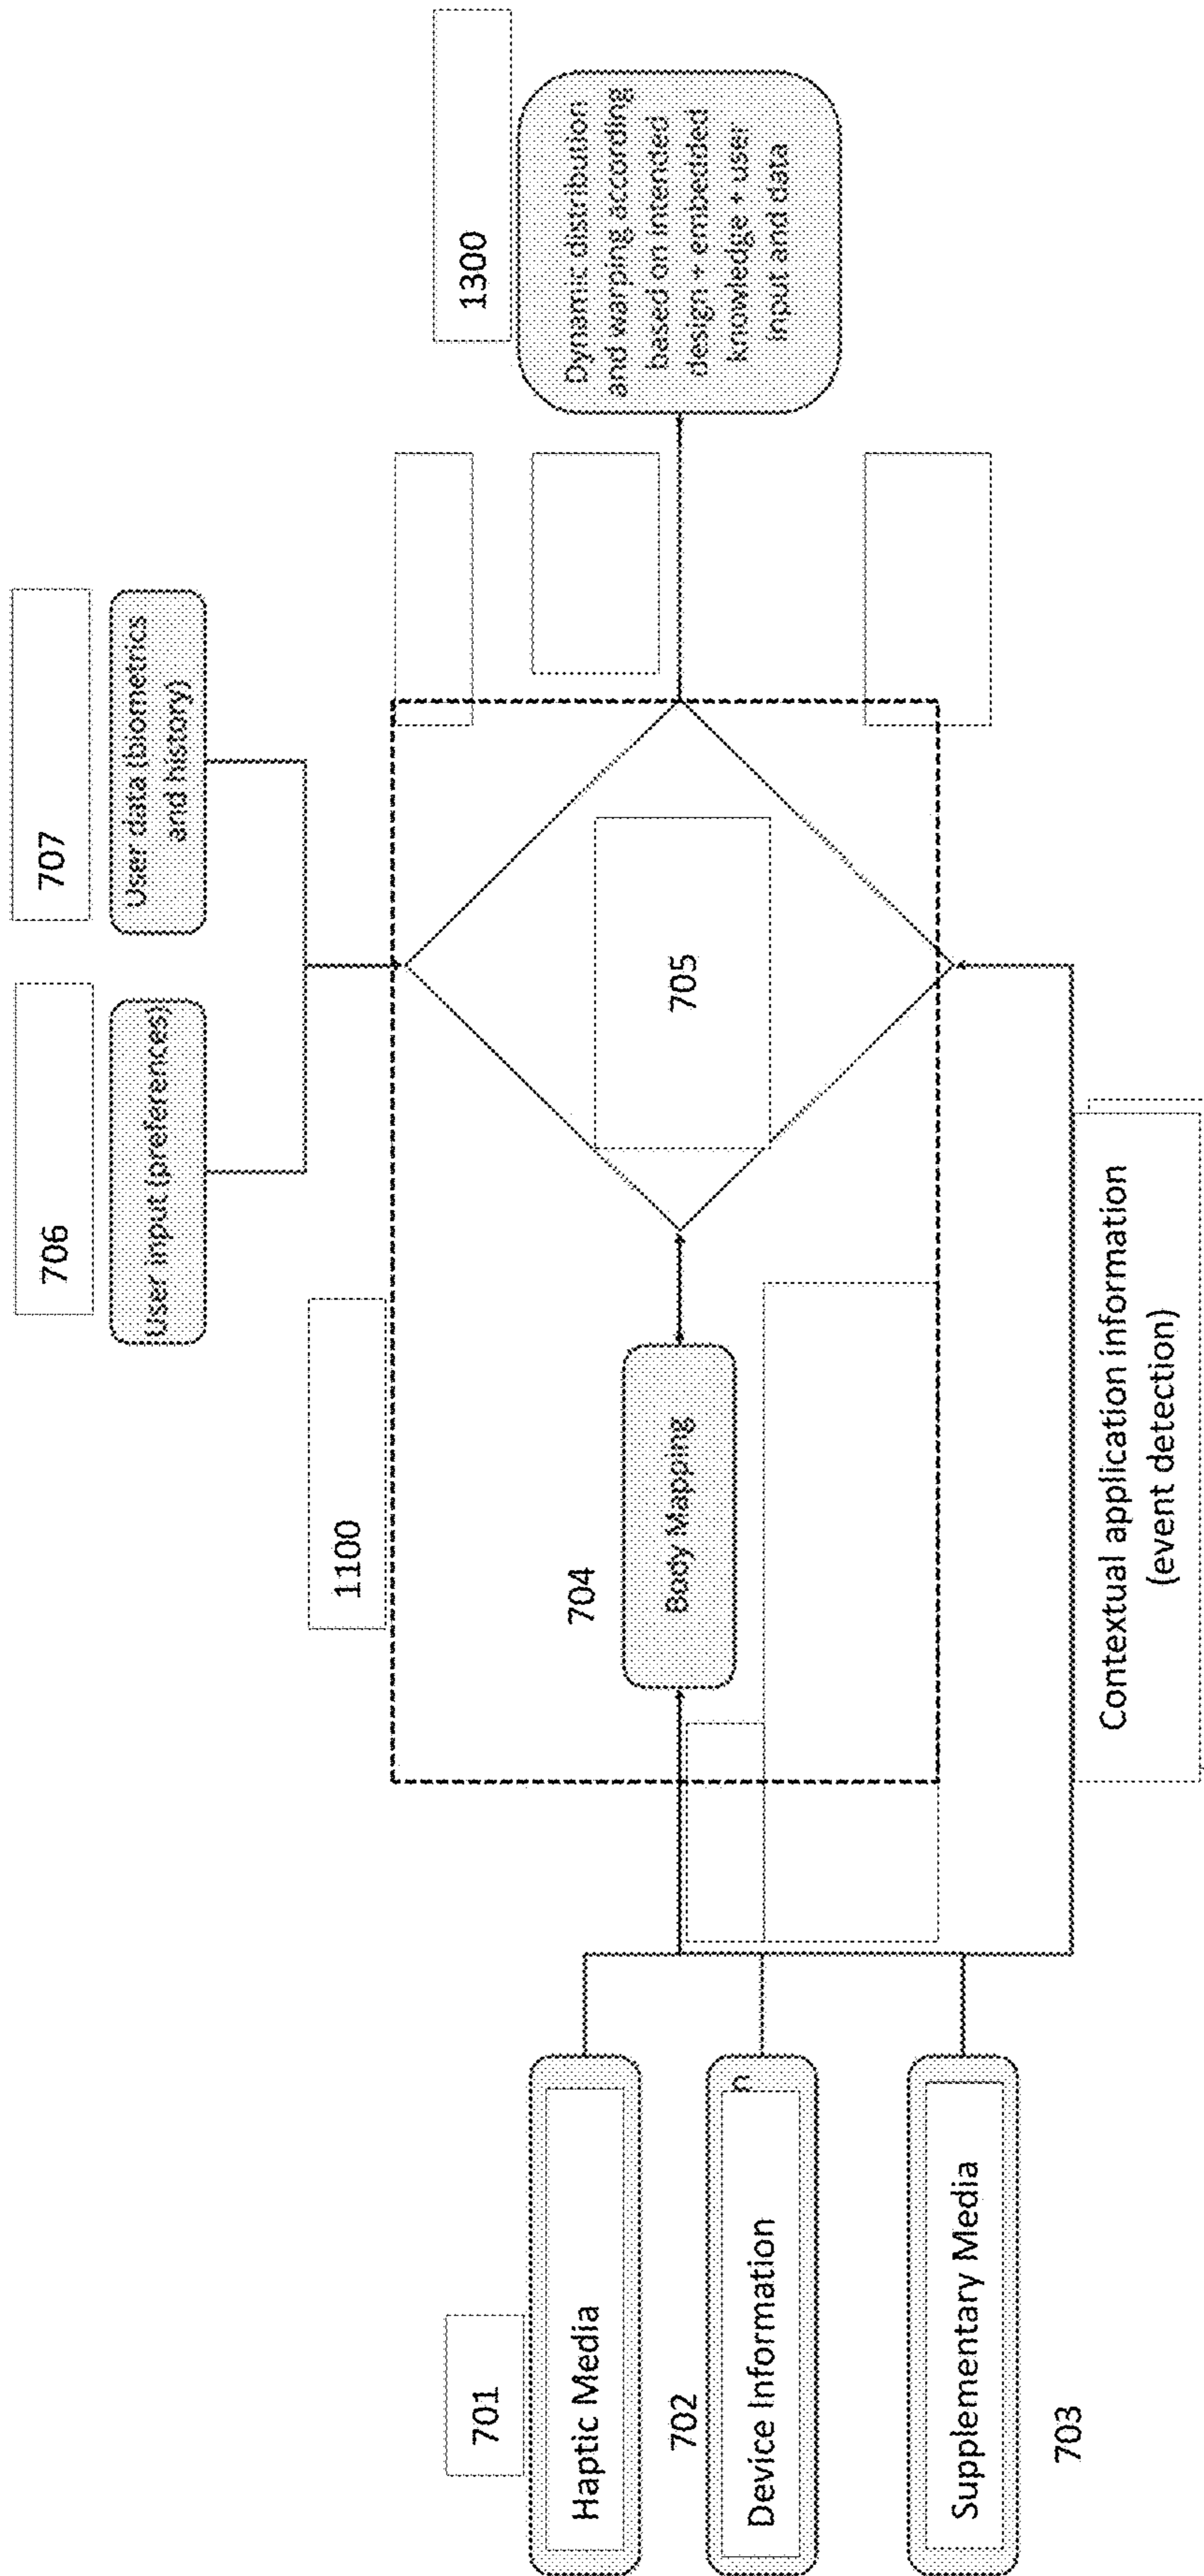 706
707
User input (preferences)
User data (biometrics
and history)
1100
1300
701
Haptic Media
702
Device Information
Supplementary Media
703
704
Body Mapping
705
Dynamic distribution
and warping according
based on intended
design + embedded
knowledge + user
input and data
Contextual application information
(event detection)